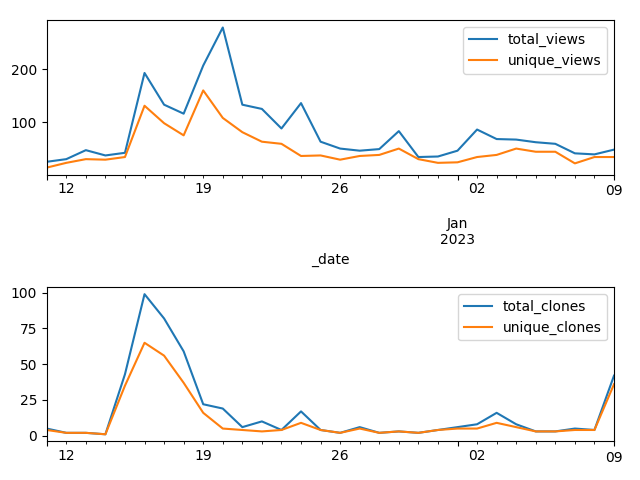 total_views
unique_views
200
100
12 19 26 02 09
Jan
2023
_date
total_clones
unique_clones
100
75
50
25
0
12 19 26 02 09